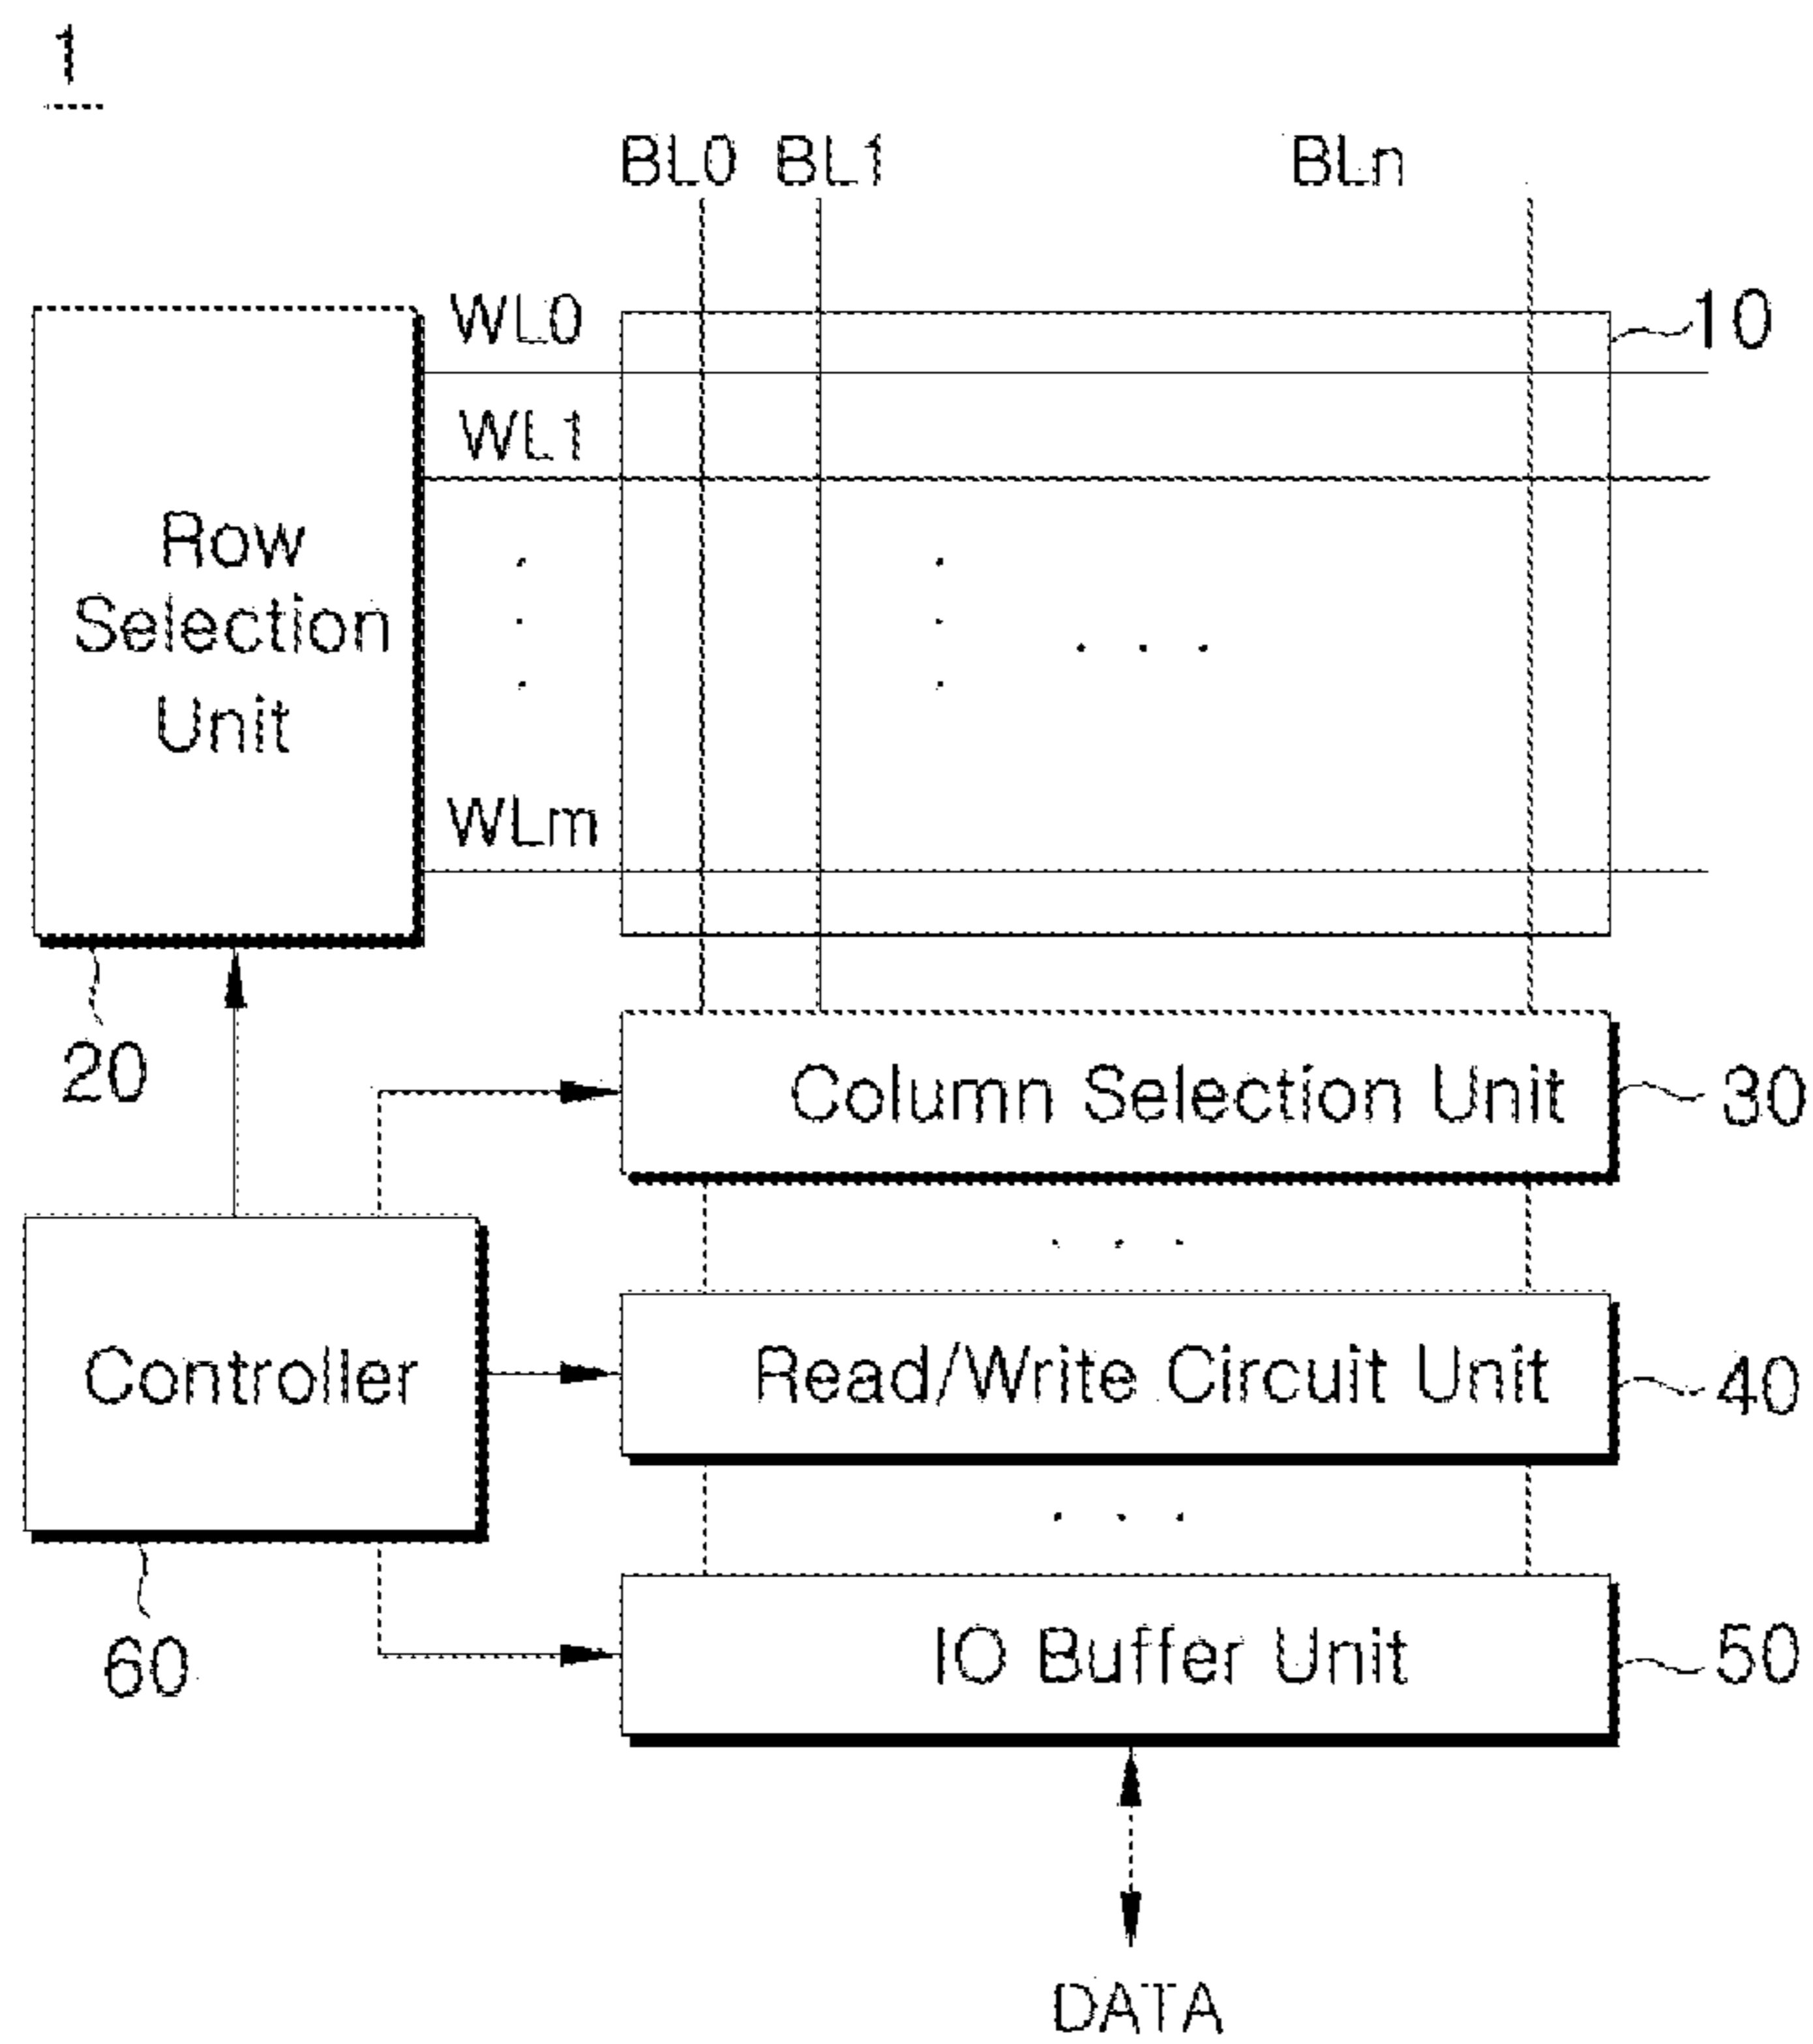 1
BL0 BL1 BLn
WL0
10
WL1
Row
Selection
Unit
WLm
20
Column Selection Unit
30
Controller
Read/Write Circuit Unit
40
60
IO Buffer Unit
50
DATA